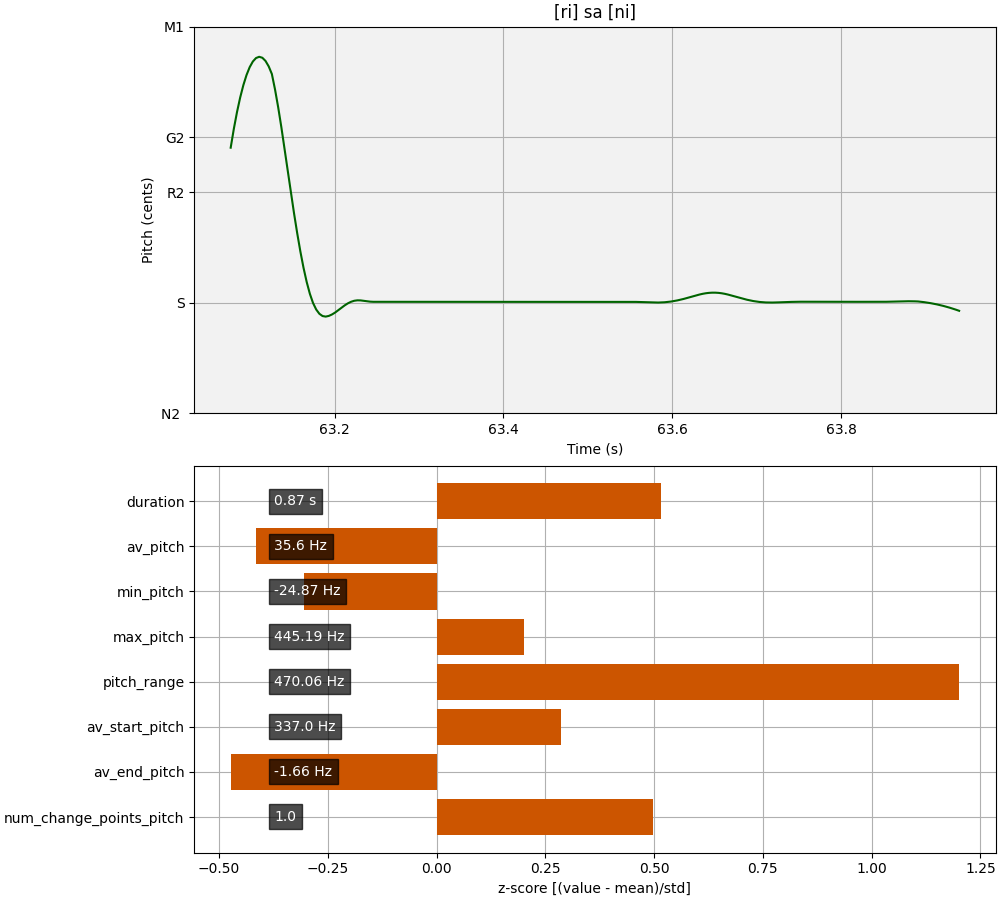 [ri] sa [ni]
M1
G2
R2
S
N2
Pitch (cents)
63.2 63.4 63.6 63.8
Time (s)
duration 0.87 s
av_pitch 35.6 Hz
min_pitch -24.87 Hz
max_pitch 445.19 Hz
pitch_range 470.06 Hz
av_start_pitch 337.0 Hz
av_end_pitch -1.66 Hz
num_change_points_pitch 1.0
−0.50 −0.25 0.00 0.25 0.50 0.75 1.00 1.25
z-score [(value - mean)/std]